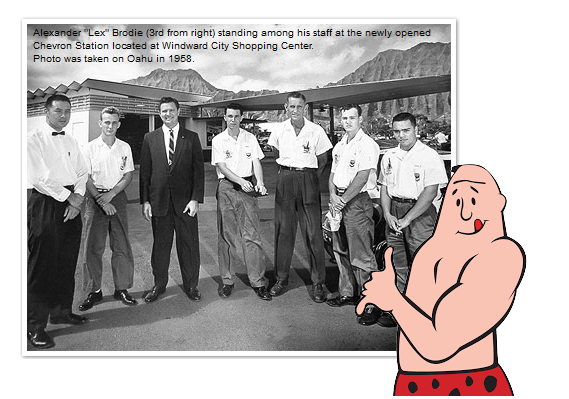 Alexander "Lex" Brodie (3rd from right) standing among his staff at the newly opened
Chevron Station located at Windward City Shopping Center.
Photo was taken on Oahu in 1958.